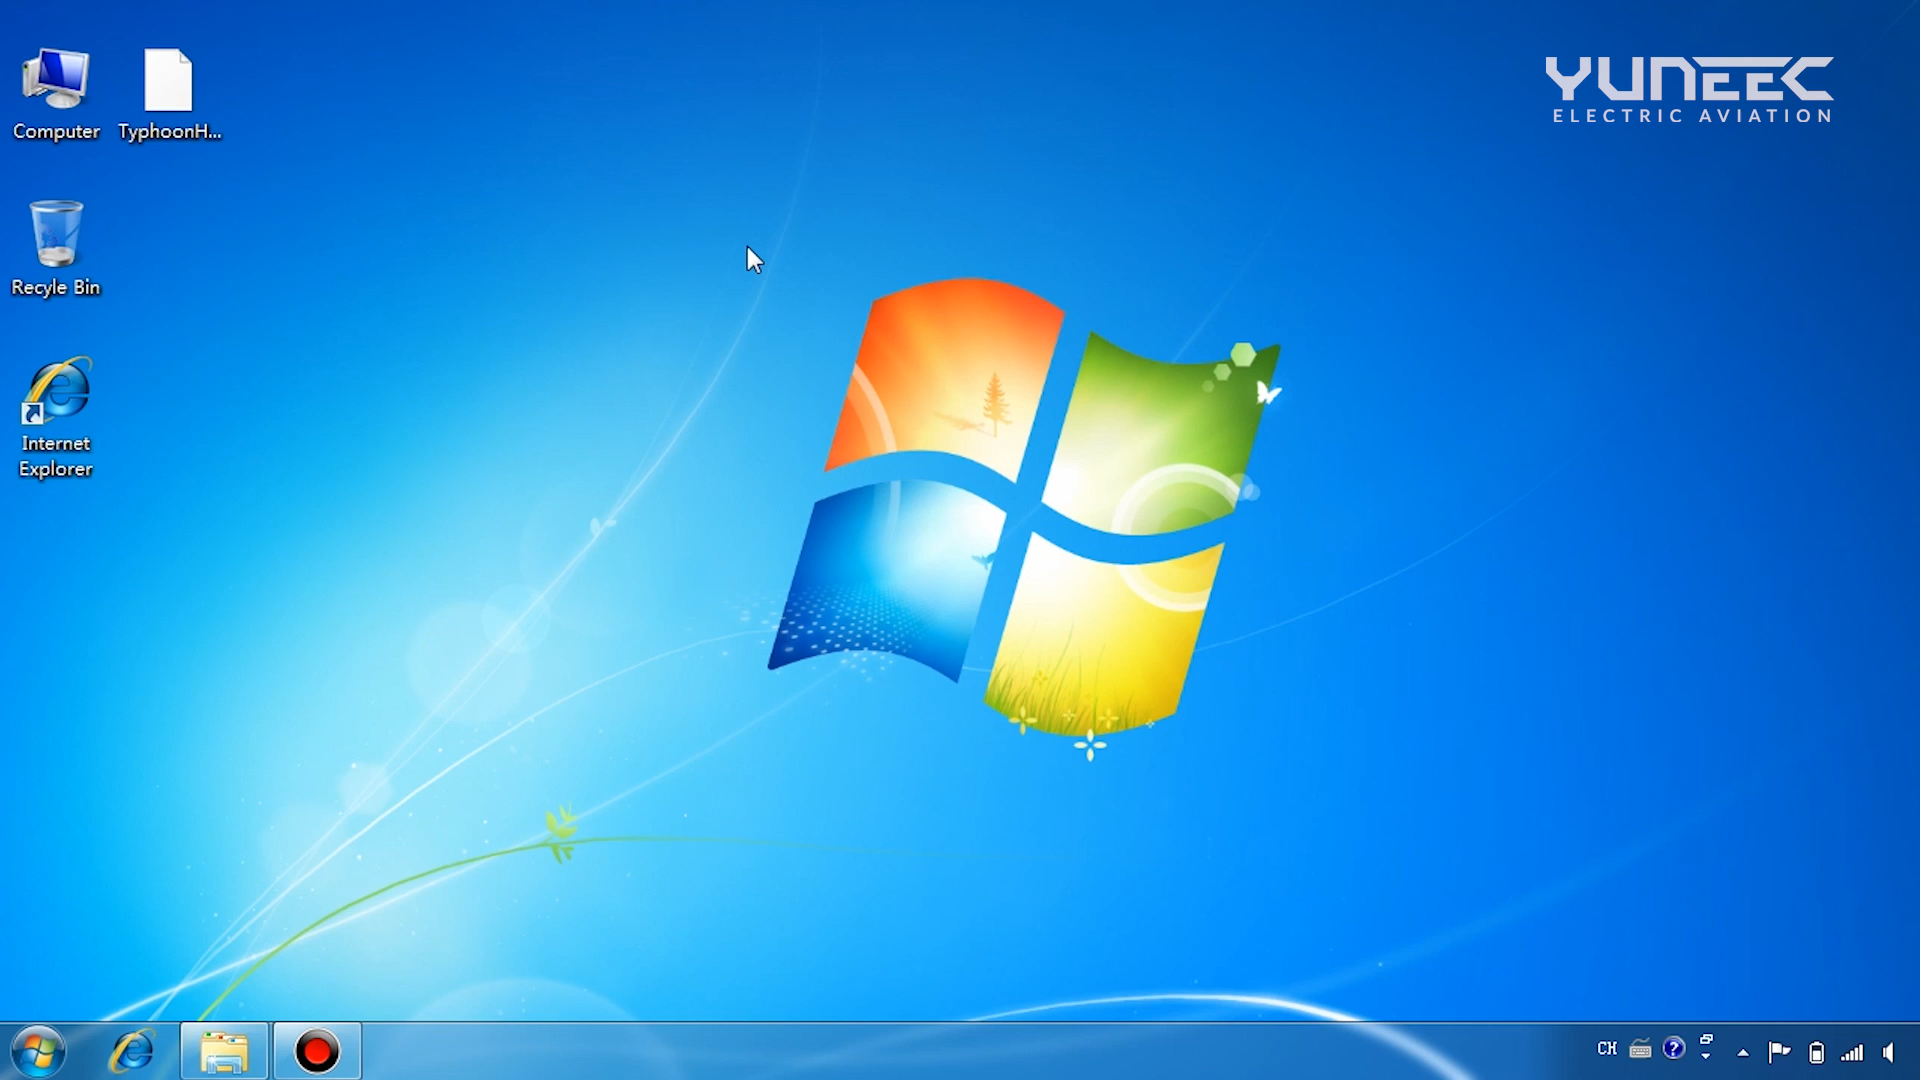 YUNEEC
ELECTRIC AVIATION
Computer
TyphoonH...
Recyle Bin
Internet
Explorer
CH
?